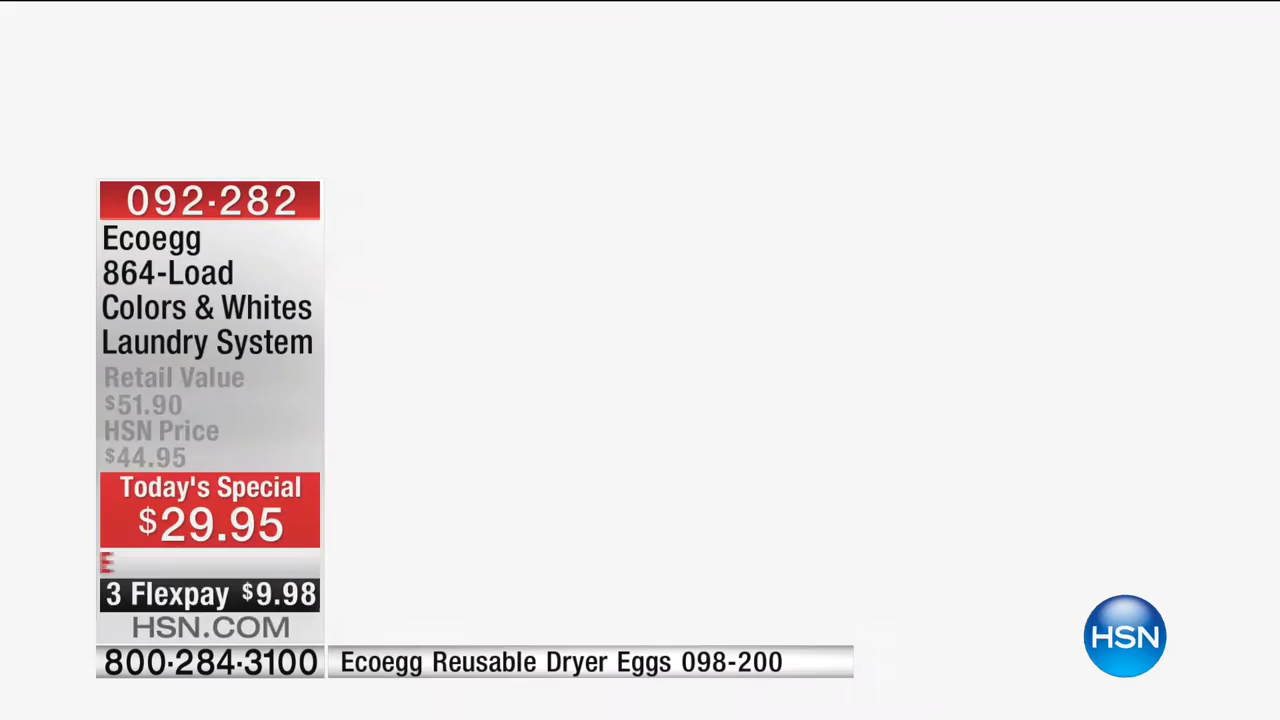 092·282
Ecoegg
864-Load
Colors & Whites
Laundry System
Retail Value
$51.90
HSN Price
$44.95
Today's Special
$29.95
E
3 Flexpay $9.98
HSN.COM
800·284·3100
Ecoegg Reusable Dryer Eggs 098-200
HSN